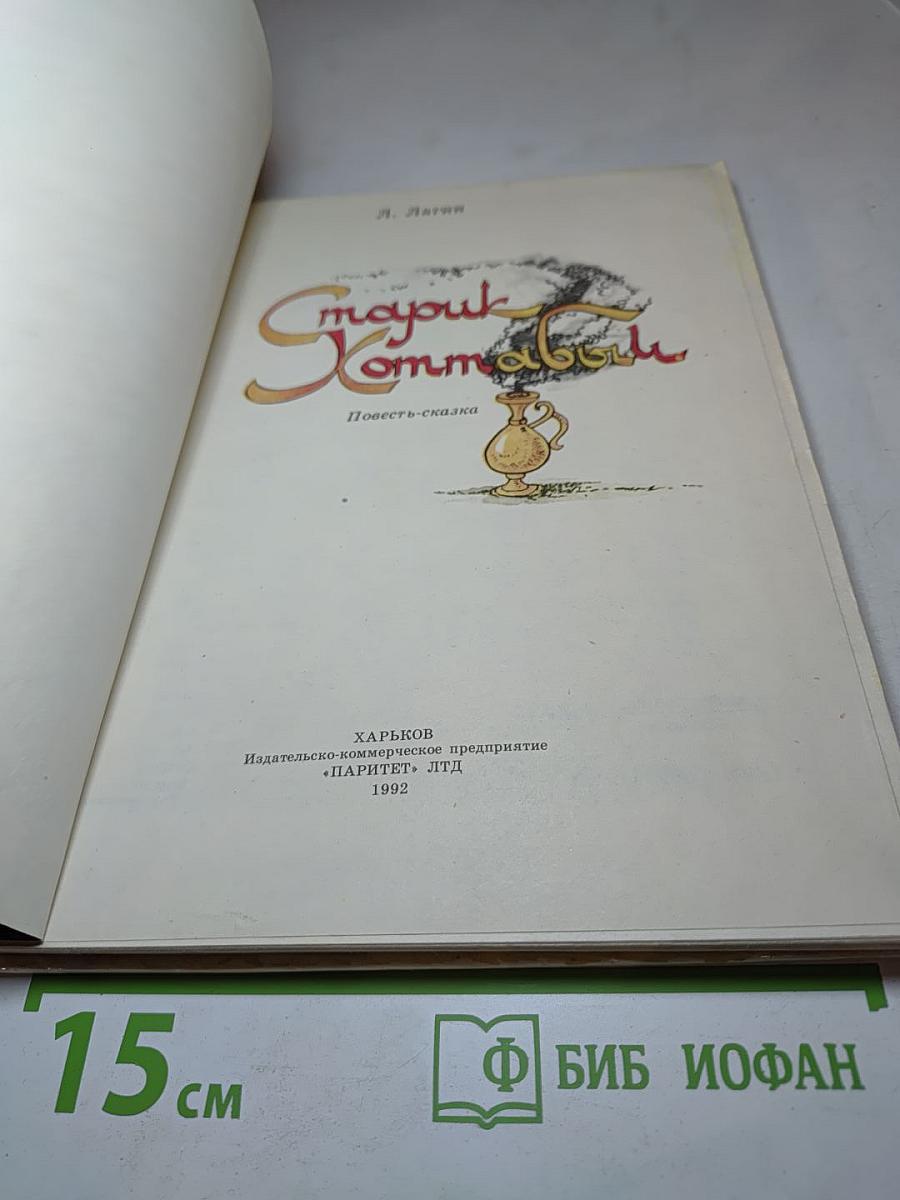 Л. Лагин
Старик
Хоттабыч
Повесть-сказка
ХАРЬКОВ
Издательско-коммерческое предприятие
«ПАРИТЕТ» ЛТД
1992
15 см
Ф БИБ ИОФАН